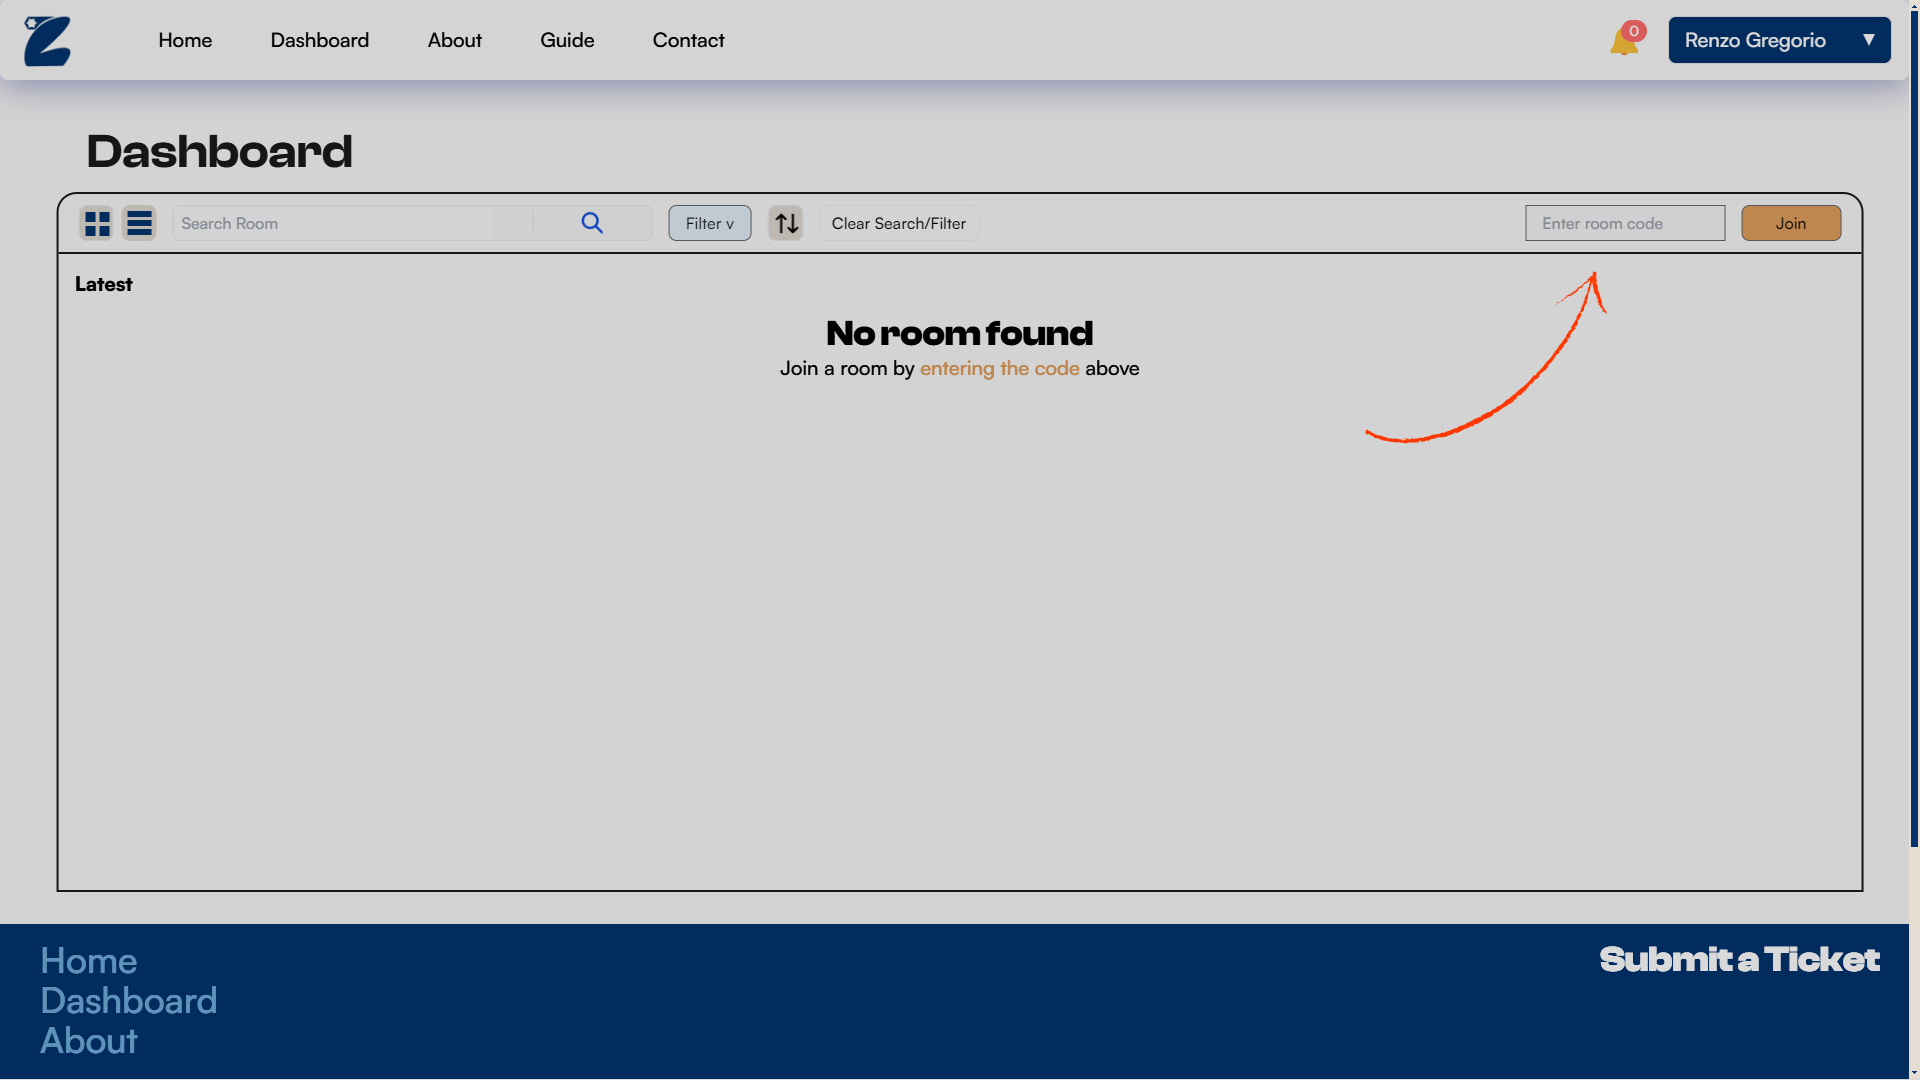 Home Dashboard About Guide Contact 0 Renzo Gregorio ▼
Dashboard
Search Room Filter v Clear Search/Filter Enter room code Join
Latest
No room found
Join a room by entering the code above
Home
Dashboard
About
Submit a Ticket